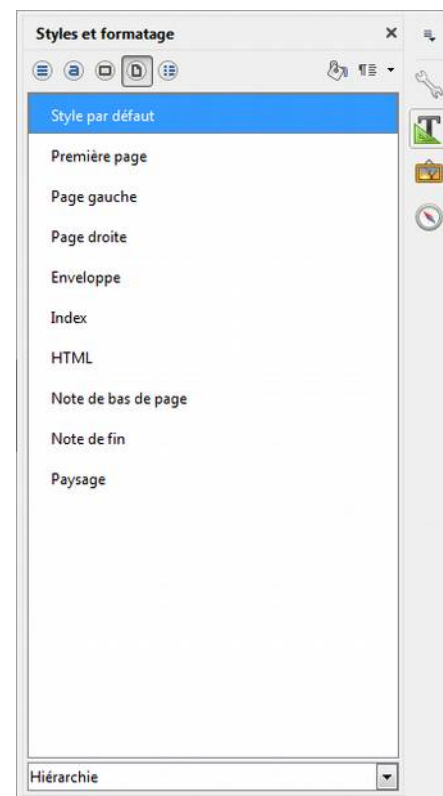 Styles et formatage
Style par défaut
Première page
Page gauche
Page droite
Enveloppe
Index
HTML
Note de bas de page
Note de fin
Paysage
Hiérarchie